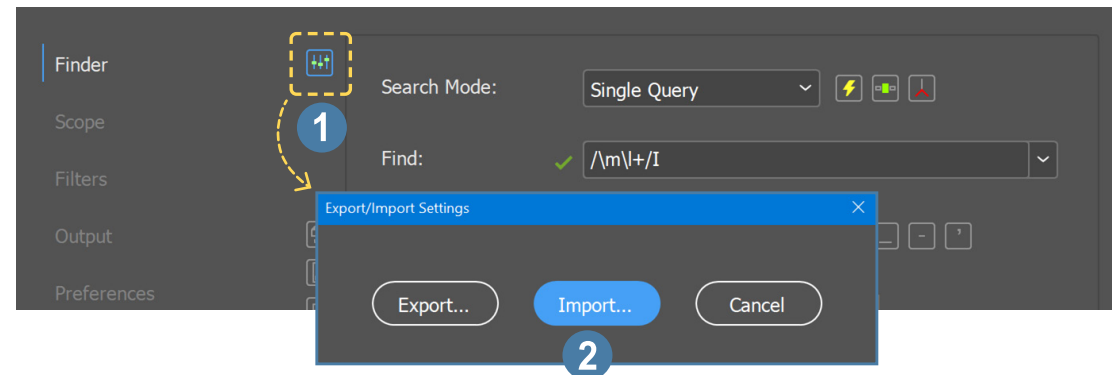 Finder
Search Mode:
Single Query
1
Scope
Find:
/\m\l+/I
Filters
Export/Import Settings
Output
Preferences
Export...
Import...
Cancel
2